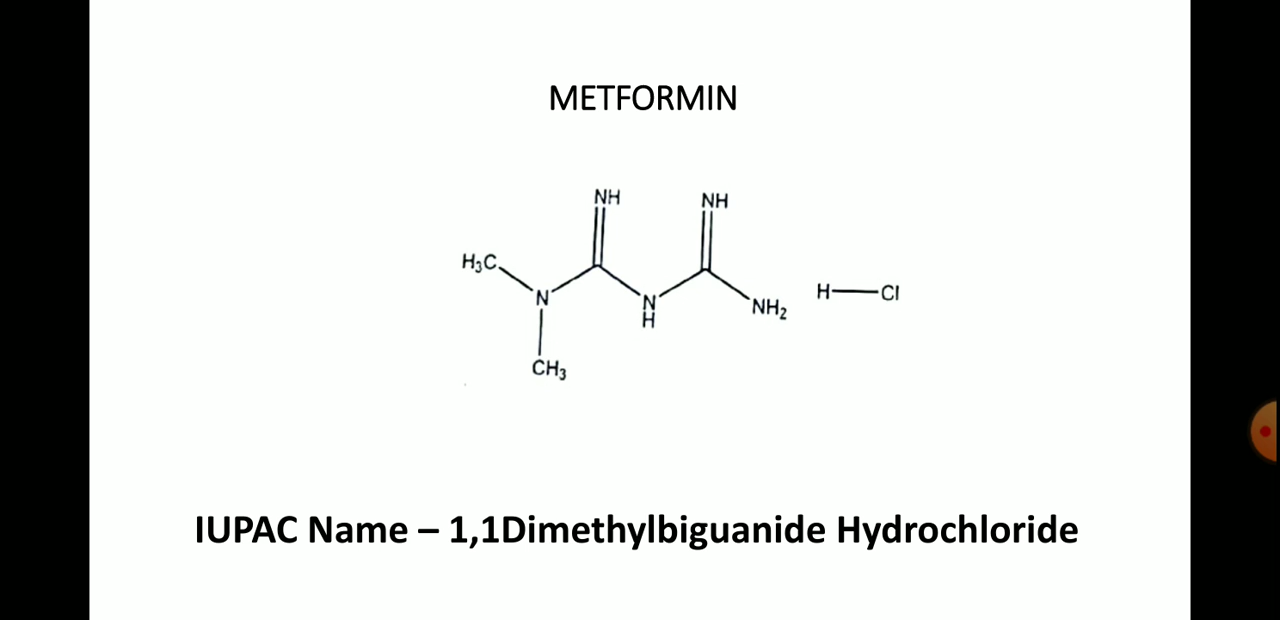 METFORMIN
NH NH
H₃C
N N H NH₂ H Cl
CH₃
IUPAC Name – 1,1Dimethylbiguanide Hydrochloride